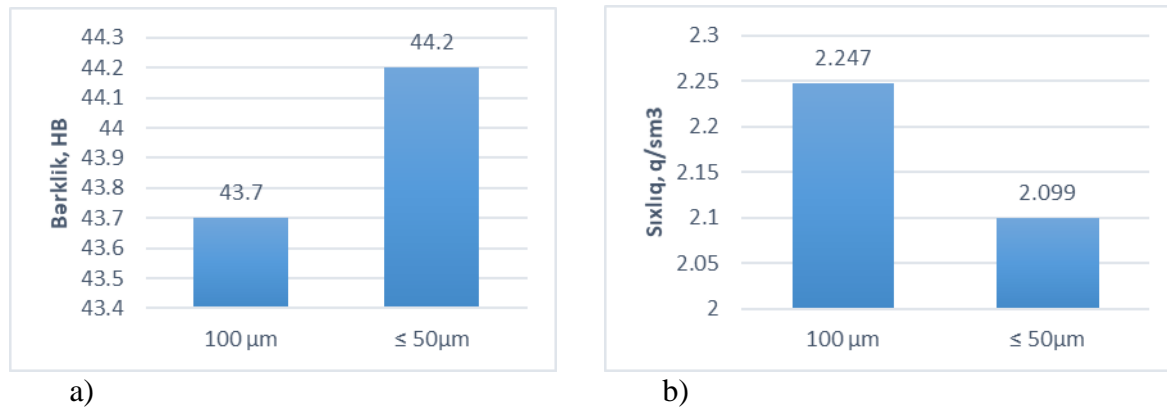 Bərklik, HB
44.3
44.2
44.1
44
43.9
43.8
43.7
43.6
43.5
43.4
43.7
44.2
100 µm
≤ 50µm
a)
Sıxlıq, q/sm3
2.3
2.25
2.2
2.15
2.1
2.05
2
2.247
2.099
100 µm
≤ 50µm
b)